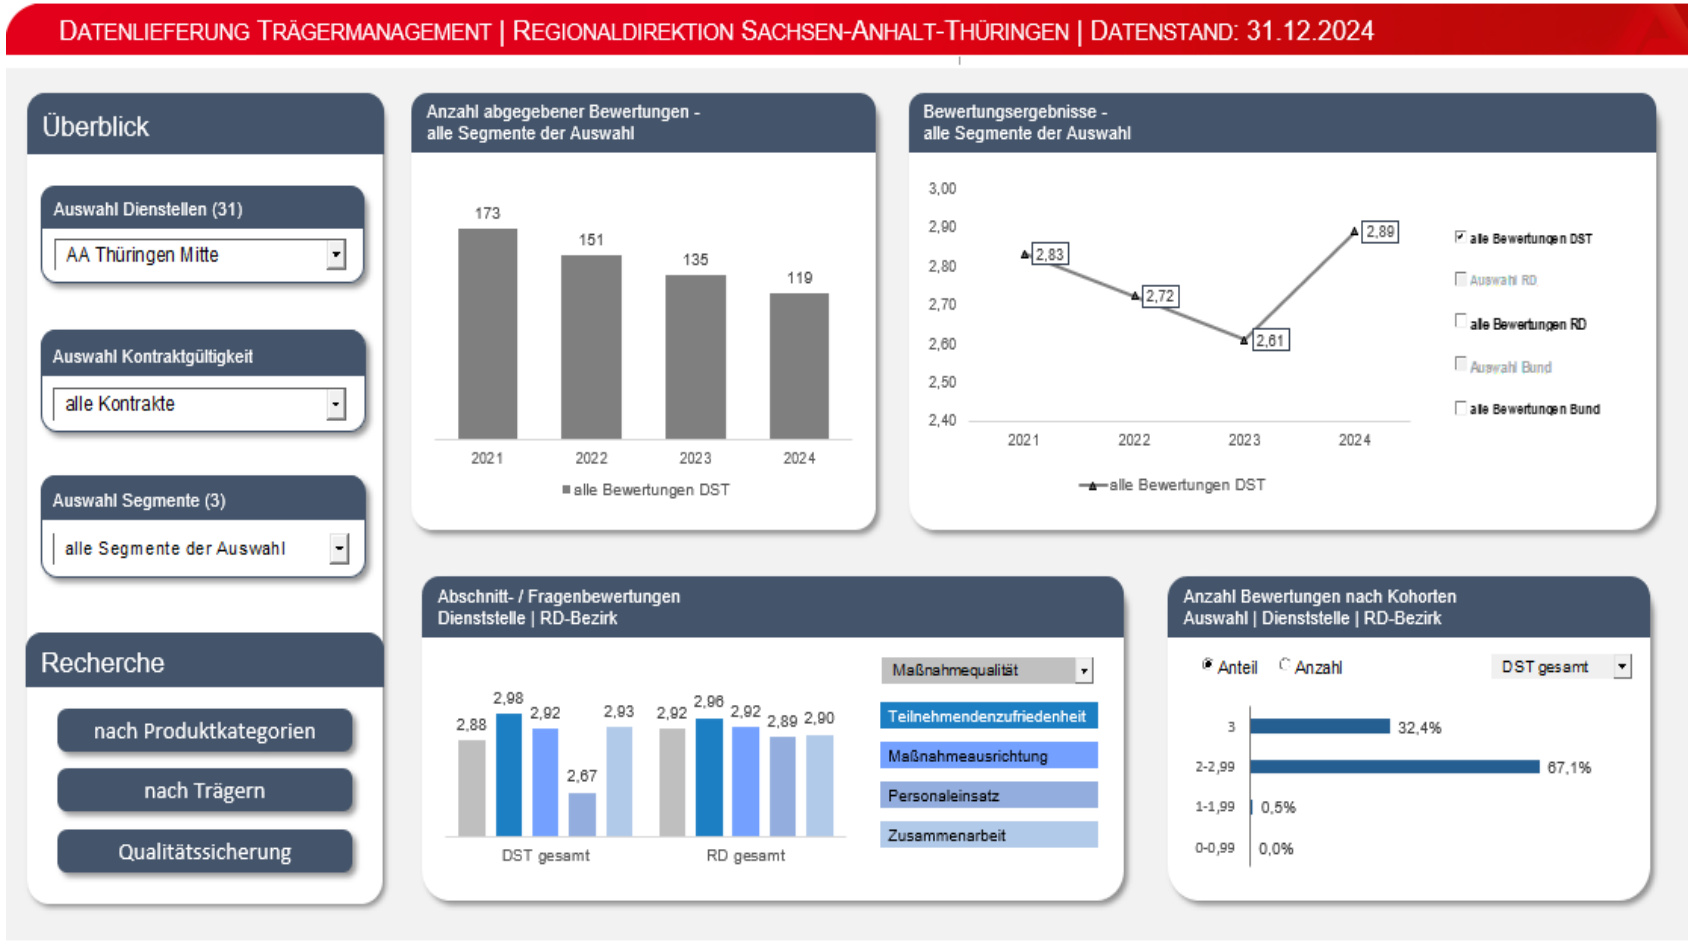 DATENLIEFERUNG TRÄGERMANAGEMENT | REGIONALDIREKTION SACHSEN-ANHALT-THÜRINGEN | DATENSTAND: 31.12.2024
Überblick
Auswahl Dienstellen (31)
AA Thüringen Mitte
Auswahl Kontraktgültigkeit
alle Kontrakte
Auswahl Segmente (3)
alle Segmente der Auswahl
Recherche
nach Produktkategorien
nach Trägern
Qualitätssicherung
Anzahl abgegebener Bewertungen -
alle Segmente der Auswahl
173
151
135
119
2021 2022 2023 2024
alle Bewertungen DST
Bewertungsergebnisse -
alle Segmente der Auswahl
3,00
2,90
2,80
2,70
2,60
2,50
2,40
2,83
2,72
2,61
2,89
2021 2022 2023 2024
alle Bewertungen DST
alle Bewertungen DST
Auswahl RD
alle Bewertungen RD
Auswahl Bund
alle Bewertungen Bund
Abschnitt- / Fragenbewertungen
Dienststelle | RD-Bezirk
2,88 2,98 2,92 2,67 2,93
2,92 2,96 2,92 2,89 2,90
DST gesamt RD gesamt
Maßnahmequalität
Teilnehmendenzufriedenheit
Maßnahmeausrichtung
Personaleinsatz
Zusammenarbeit
Anzahl Bewertungen nach Kohorten
Auswahl | Dienststelle | RD-Bezirk
Anteil Anzahl DST gesamt
3 32,4%
2-2,99 67,1%
1-1,99 0,5%
0-0,99 0,0%